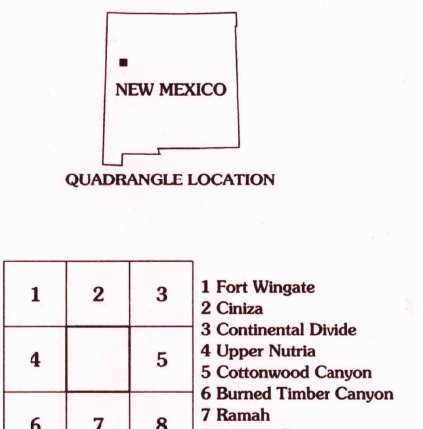 NEW MEXICO
QUADRANGLE LOCATION
1 2 3
4 5
6 7 8
1 Fort Wingate
2 Ciniza
3 Continental Divide
4 Upper Nutria
5 Cottonwood Canyon
6 Burned Timber Canyon
7 Ramah